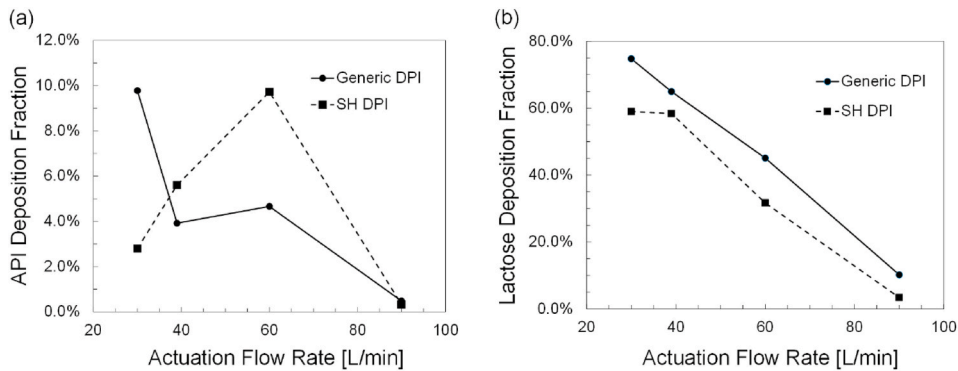 (a)
12.0%
10.0%
8.0%
6.0%
4.0%
2.0%
0.0%
API Deposition Fraction
Generic DPI
SH DPI
20 40 60 80 100
Actuation Flow Rate [L/min]
(b)
80.0%
60.0%
40.0%
20.0%
0.0%
Lactose Deposition Fraction
Generic DPI
SH DPI
20 40 60 80 100
Actuation Flow Rate [L/min]